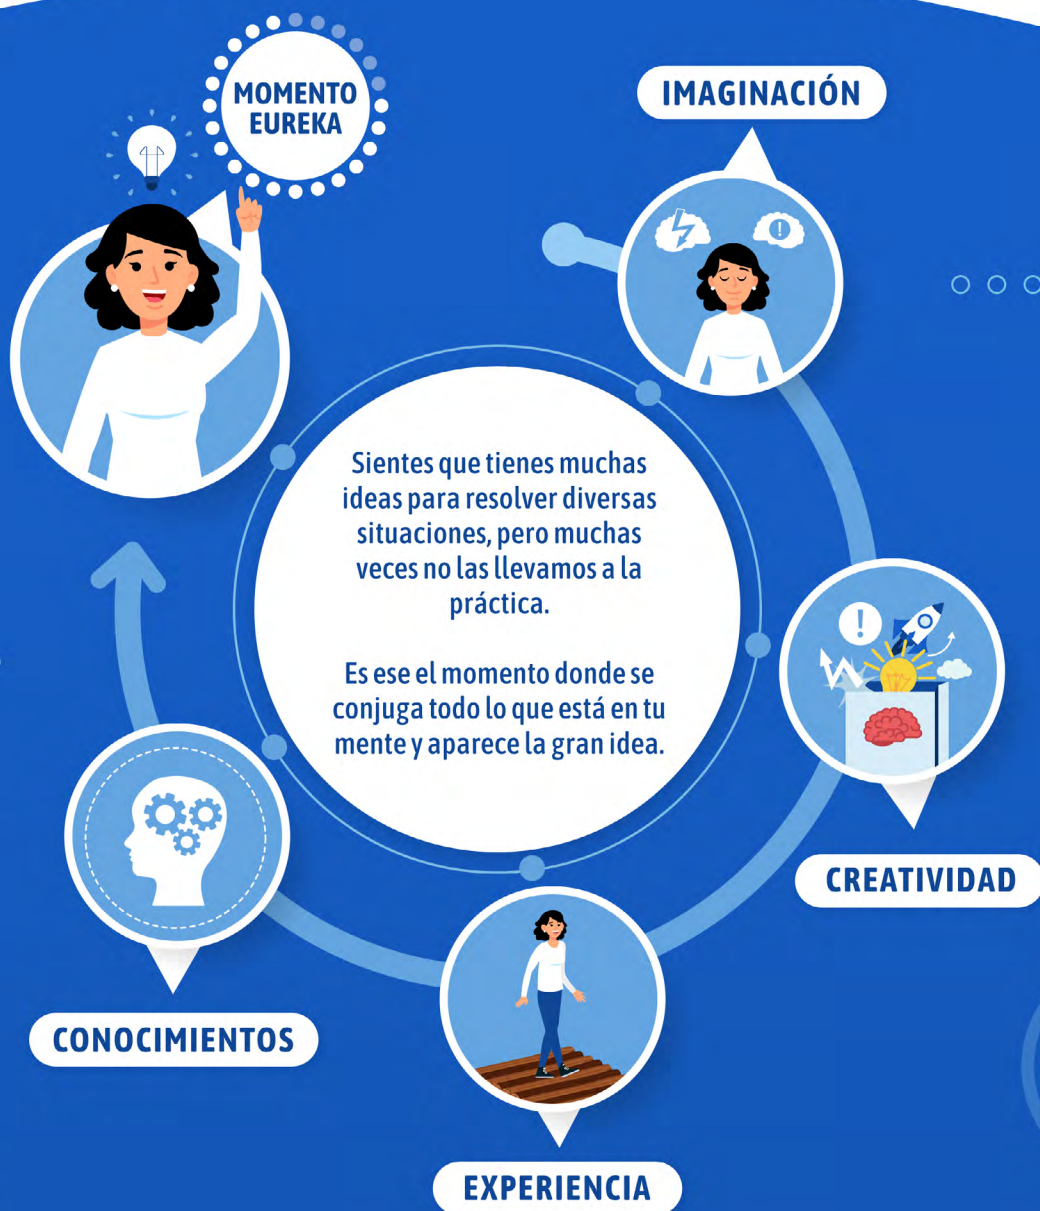 MOMENTO
EUREKA
IMAGINACIÓN
Sientes que tienes muchas
ideas para resolver diversas
situaciones, pero muchas
veces no las llevamos a la
práctica.
Es ese el momento donde se
conjuga todo lo que está en tu
mente y aparece la gran idea.
CREATIVIDAD
CONOCIMIENTOS
EXPERIENCIA